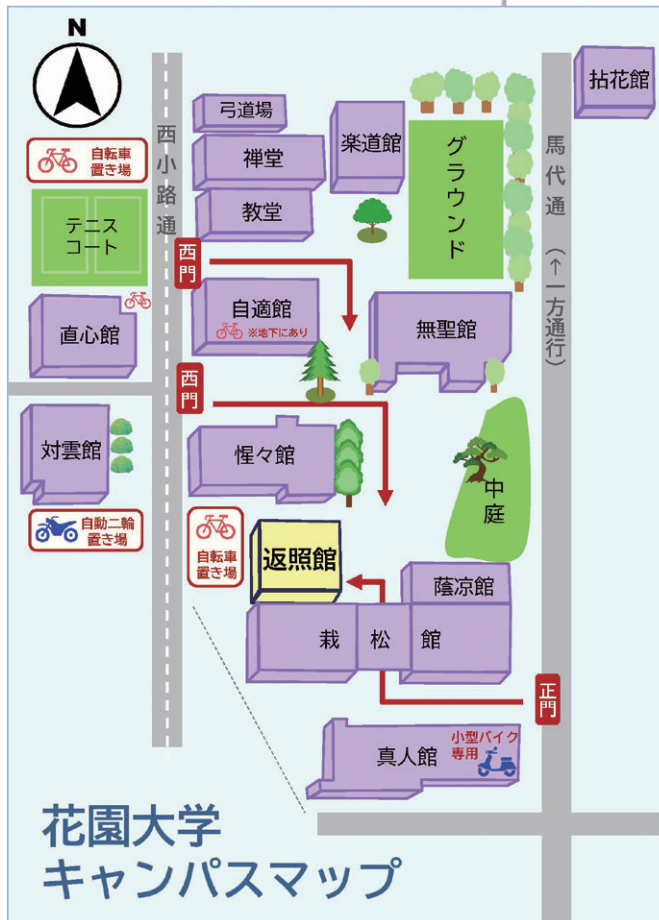 弓道場
禅堂
教堂
楽道館
グラウンド
拈花館
馬代通 (↑一方通行)
西小路通
自転車
置き場
テニス
コート
直心館
西門
自適館
※地下にあり
無聖館
西門
対雲館
惺々館
中庭
自動二輪
置き場
自転車
置き場
返照館
蔭凉館
栽松館
正門
真人館
小型バイク
専用
花園大学
キャンパスマップ